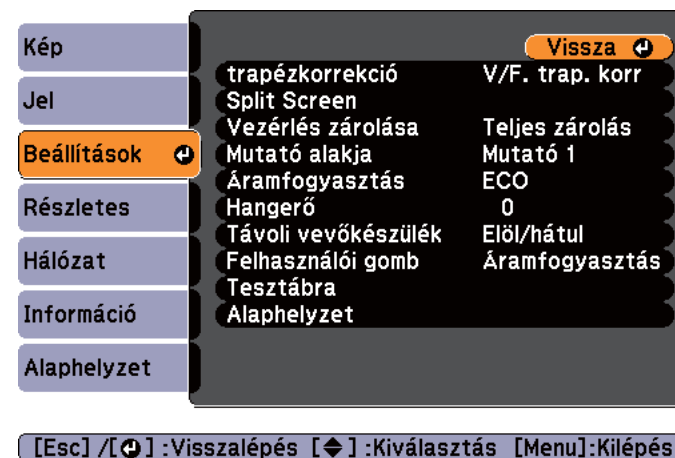 Kép
Jel
Beállítások
Részletes
Hálózat
Információ
Alaphelyzet
Vissza
trapézkorrekció V/F. trap. korr
Split Screen
Vezérlés zárolása Teljes zárolás
Mutató alakja Mutató 1
Áramfogyasztás ECO
Hangerő 0
Távoli vevőkészülék Elöl/hátul
Felhasználói gomb Áramfogyasztás
Tesztábra
Alaphelyzet
[Esc] /[⏎] :Visszalépés [◆] :Kiválasztás [Menu]:Kilépés